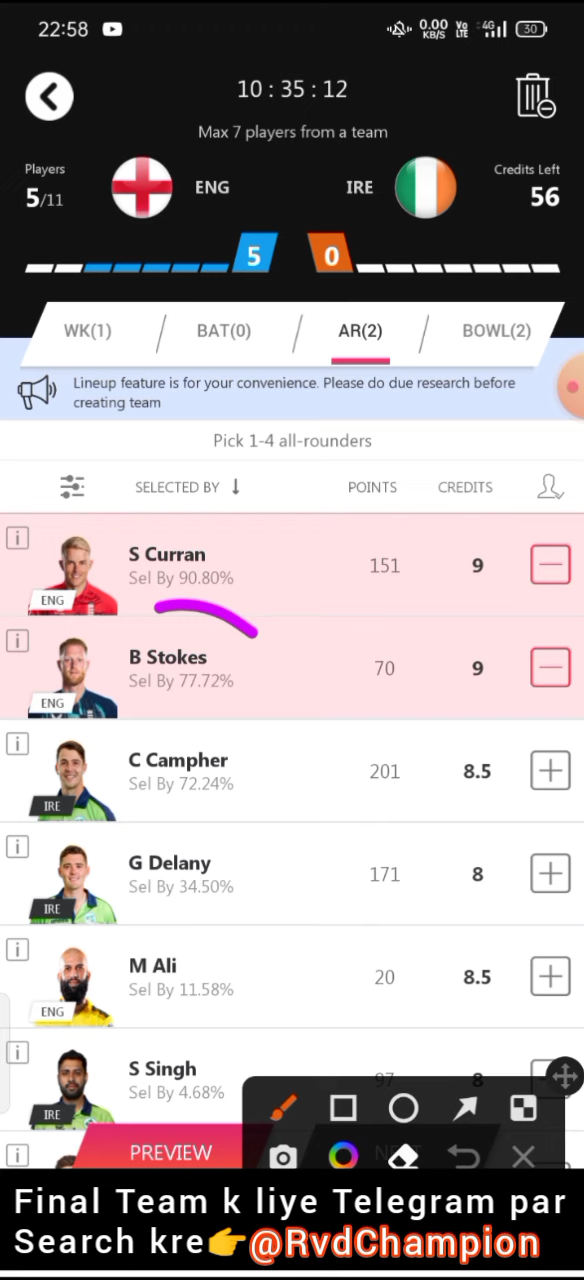 22:58 0.00 KB/S Vo LTE 4G 30
10 : 35 : 12
Max 7 players from a team
Players Credits Left
5/11 ENG IRE 56
5 0
WK(1) BAT(0) AR(2) BOWL(2)
Lineup feature is for your convenience. Please do due research before
creating team
Pick 1-4 all-rounders
SELECTED BY ↓ POINTS CREDITS
S Curran
Sel By 90.80% 151 9
ENG
B Stokes
Sel By 77.72% 70 9
ENG
C Campher
Sel By 72.24% 201 8.5
IRE
G Delany
Sel By 34.50% 171 8
IRE
M Ali
Sel By 11.58% 20 8.5
ENG
S Singh
Sel By 4.68% 97 8
IRE
PREVIEW NEXT
Final Team k liye Telegram par
Search kre👉@RvdChampion